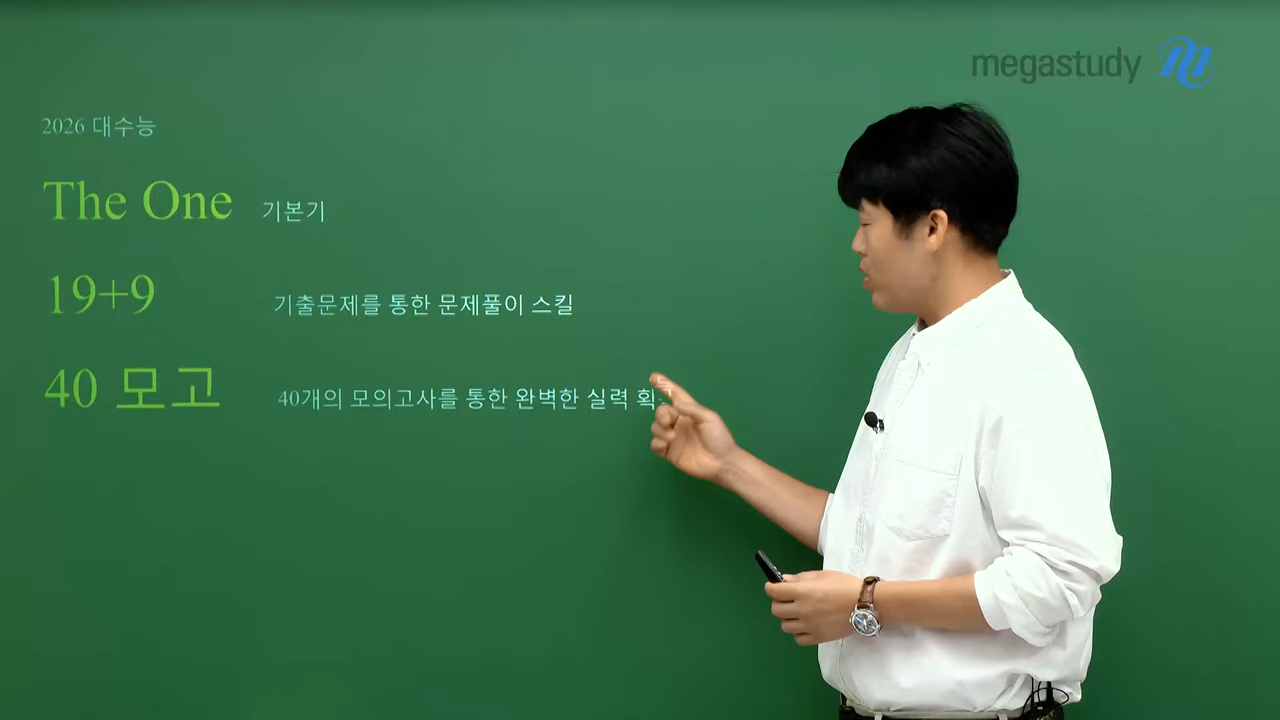 megastudy
2026 대수능
The One 기본기
19+9 기출문제를 통한 문제풀이 스킬
40 모고 40개의 모의고사를 통한 완벽한 실력